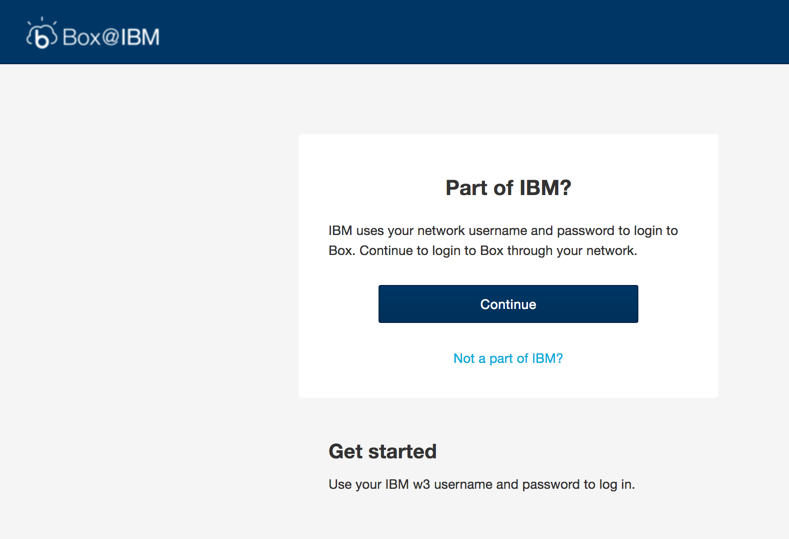 Box@IBM
Part of IBM?
IBM uses your network username and password to login to
Box. Continue to login to Box through your network.
Continue
Not a part of IBM?
Get started
Use your IBM w3 username and password to log in.